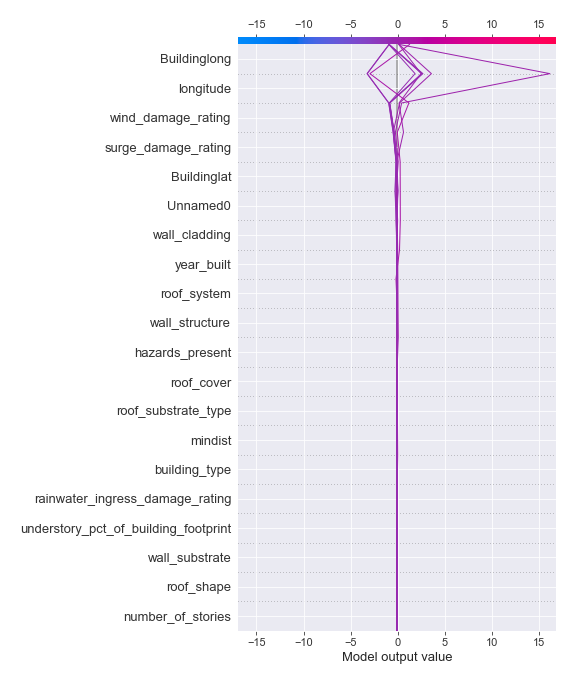 −15 −10 −5 0 5 10 15
Buildinglong
longitude
wind_damage_rating
surge_damage_rating
Buildinglat
Unnamed0
wall_cladding
year_built
roof_system
wall_structure
hazards_present
roof_cover
roof_substrate_type
mindist
building_type
rainwater_ingress_damage_rating
understory_pct_of_building_footprint
wall_substrate
roof_shape
number_of_stories
−15 −10 −5 0 5 10 15
Model output value